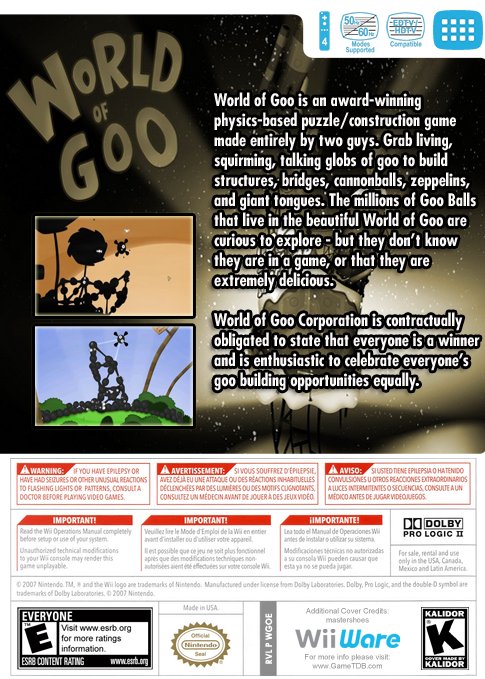 4
50Hz
60Hz
Modes
Supported
EDTV/
HDTV
Compatible
WORLD
OF
GOO
World of Goo is an award-winning
physics-based puzzle/construction game
made entirely by two guys. Grab living,
squirming, talking globs of goo to build
structures, bridges, cannonballs, zeppelins,
and giant tongues. The millions of Goo Balls
that live in the beautiful World of Goo are
curious to explore - but they don't know
they are in a game, or that they are
extremely delicious.
World of Goo Corporation is contractually
obligated to state that everyone is a winner
and is enthusiastic to celebrate everyone's
goo building opportunities equally.
WARNING: IF YOU HAVE EPILEPSY OR
HAVE HAD SEIZURES OR OTHER UNUSUAL REACTIONS
TO FLASHING LIGHTS OR PATTERNS, CONSULT A
DOCTOR BEFORE PLAYING VIDEO GAMES.
AVERTISSEMENT: SI VOUS SOUFFREZ D'ÉPILEPSIE,
AVEZ DÉJÀ EU UNE ATTAQUE OU DES RÉACTIONS INHABITUELLES
DÉCLENCHÉES PAR DES LUMIÈRES OU DES MOTIFS CLIGNOTANTS,
CONSULTEZ UN MÉDECIN AVANT DE JOUER À DES JEUX VIDÉO.
AVISO: SI USTED TIENE EPILEPSIA O HA TENIDO
CONVULSIONES U OTROS REACCIONES EXTRAORDINARIOS
A LUCES INTERMITENTES O SECUENCIAS, CONSULTE A UN
MÉDICO ANTES DE JUGAR VIDEOJUEGOS.
IMPORTANT!
Read the Wii Operations Manual completely
before setup or use of your system.
Unauthorized technical modifications
to your Wii console may render this
game unplayable.
IMPORTANT!
Veuillez lire le Mode d'Emploi de la Wii en entier
avant d'installer ou d'utiliser votre appareil.
Il est possible que ce jeu ne soit plus fonctionnel
apres que des modifications techniques non-
autorisées aient été effectuées sur votre console Wii.
¡IMPORTANTE!
Lea todo el Manual de Operaciones Wii
antes de instalar o utilizar su sistema.
Modificaciones técnicas no autorizadas
a su consola Wii pueden causar que
esta ya no se pueda jugar.
DOLBY
PRO LOGIC II
For sale, rental and use
only in the USA, Canada,
Mexico and Latin America.
© 2007 Nintendo. TM, ® and the Wii logo are trademarks of Nintendo. Manufactured under license from Dolby Laboratories. Dolby, Pro Logic, and the double-D symbol are
trademarks of Dolby Laboratories. © 2007 Nintendo.
EVERYONE
E
Visit www.esrb.org
for more ratings
information.
ESRB CONTENT RATING www.esrb.org
Made in USA
Official
Nintendo
Seal
RVL P WGOE
Additional Cover Credits:
mastershoes
WiiWare
For more info please visit:
www.GameTDB.com
KALIDOR
K
COVER MADE BY
KALIDOR